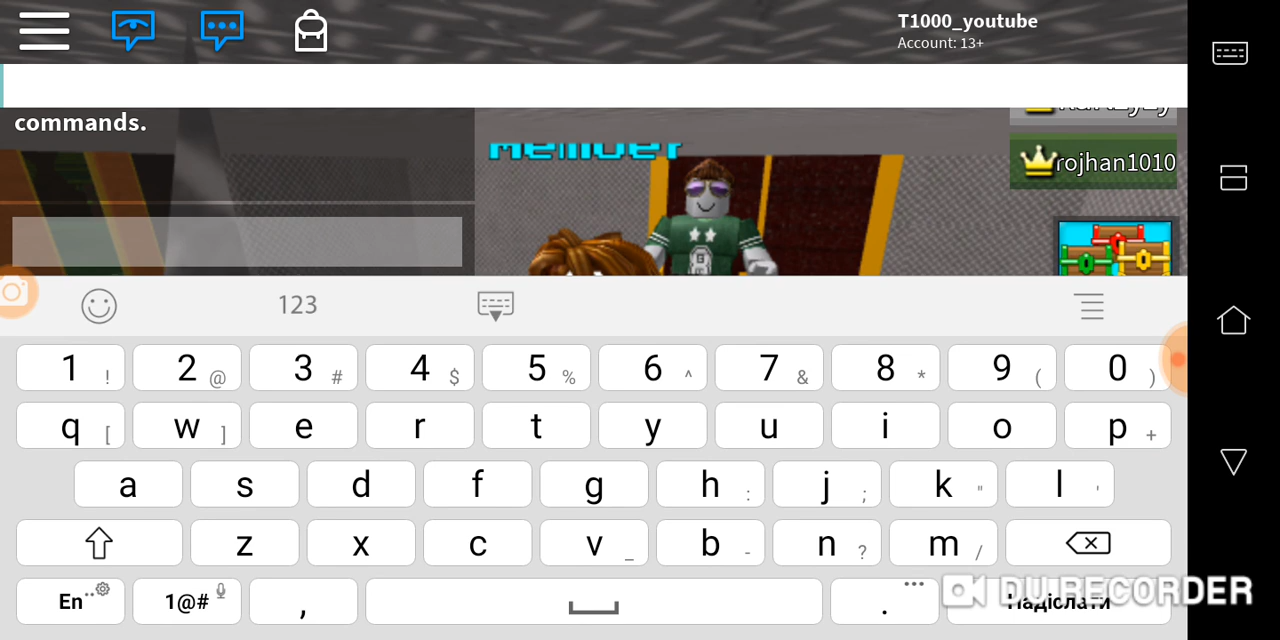 T1000_youtube
Account: 13+
commands.
Member
rojhan1010
123
1 ! 2 @ 3 # 4 $ 5 % 6 ^ 7 & 8 * 9 ( 0 )
q [ w ] e r t y u i o p +
a s d f g h : j ; k " l '
z x c v _ b - n ? m /
En 1@# , . Надіслати
DU RECORDER